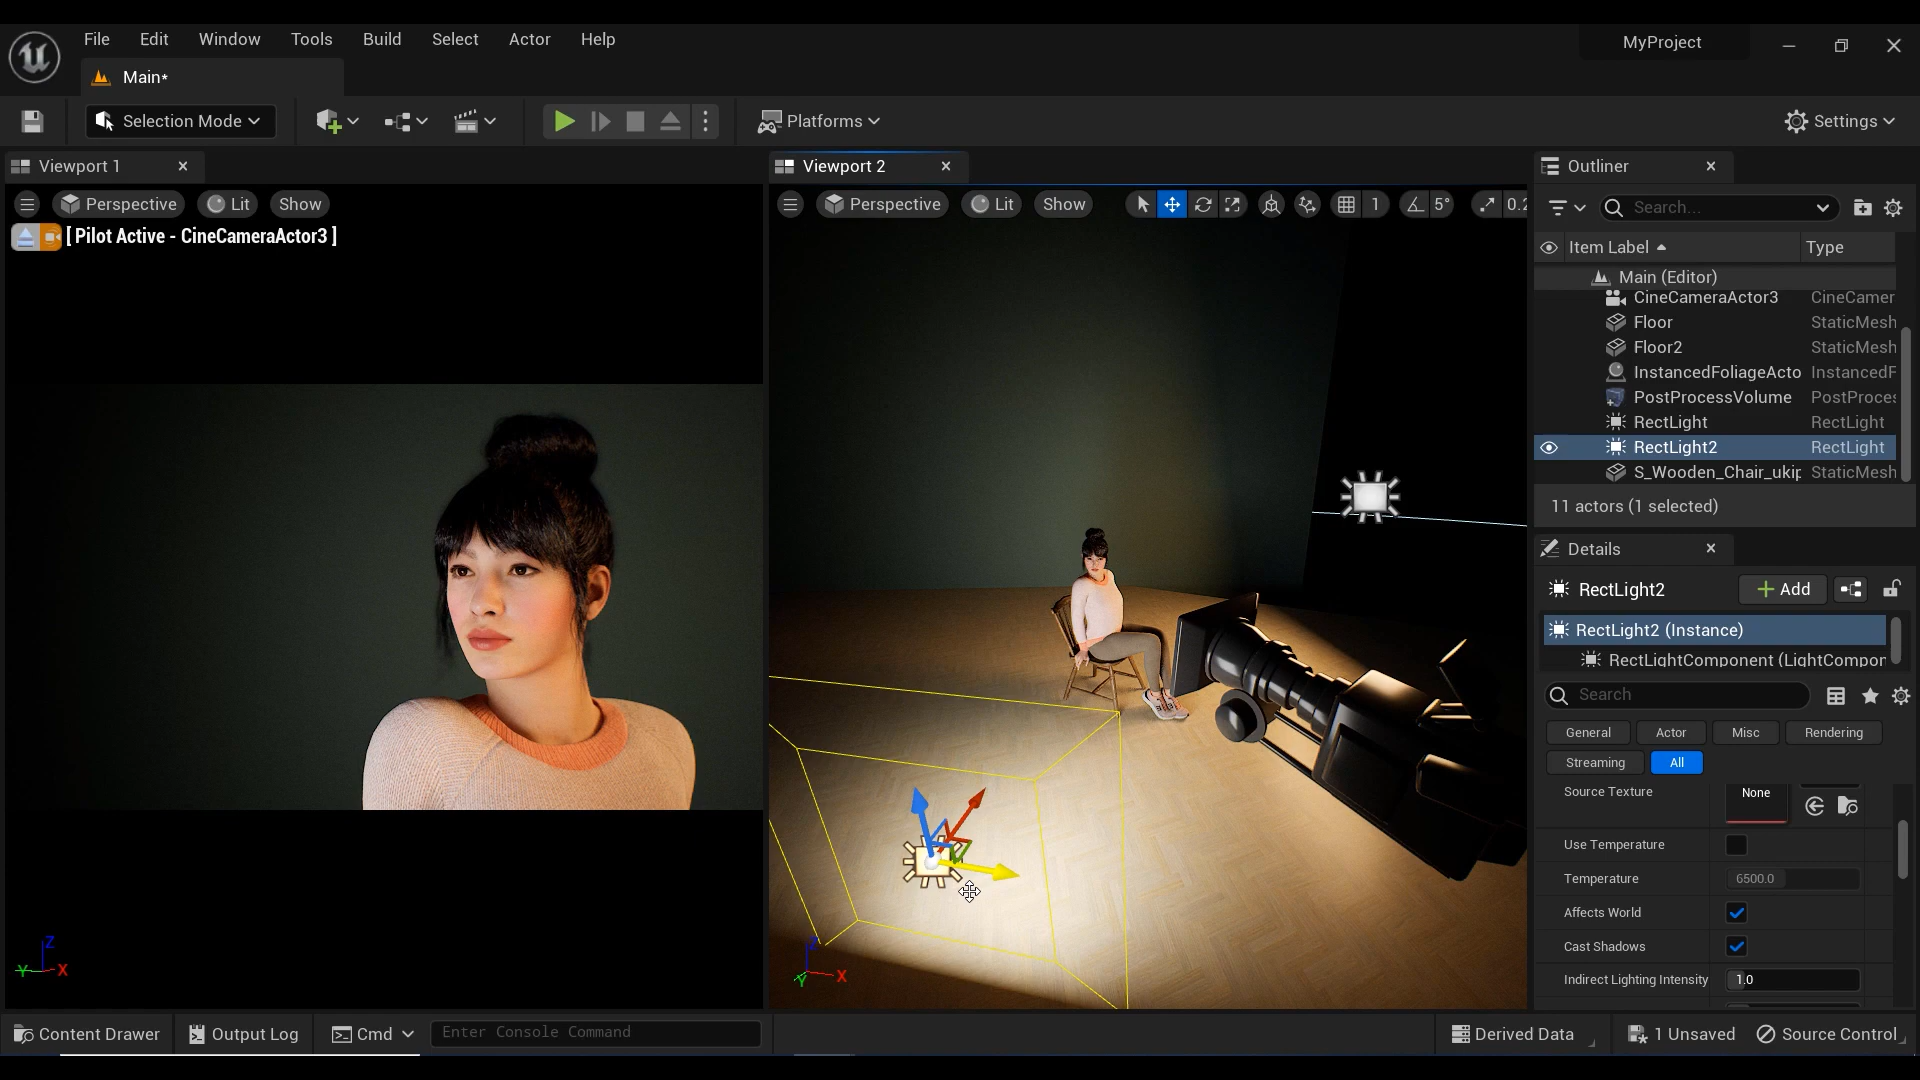 File Edit Window Tools Build Select Actor Help MyProject
Main*
Selection Mode Platforms Settings
Viewport 1 Viewport 2 Outliner
Perspective Lit Show Perspective Lit Show 1 5° 0.2 Search...
[ Pilot Active - CineCameraActor3 ]
Item Label Type
Main (Editor)
CineCameraActor3 CineCamer
Floor StaticMesh
Floor2 StaticMesh
InstancedFoliageActo InstancedF
PostProcessVolume PostProces
RectLight RectLight
RectLight2 RectLight
S_Wooden_Chair_ukip StaticMesh
11 actors (1 selected)
Details
RectLight2 Add
RectLight2 (Instance)
RectLightComponent (LightCompon
Search
General Actor Misc Rendering
Streaming All
Source Texture None
Use Temperature
Temperature 6500.0
Affects World
Cast Shadows
Indirect Lighting Intensity 1.0
Z Y X
Z Y X
Content Drawer Output Log Cmd Enter Console Command Derived Data 1 Unsaved Source Control